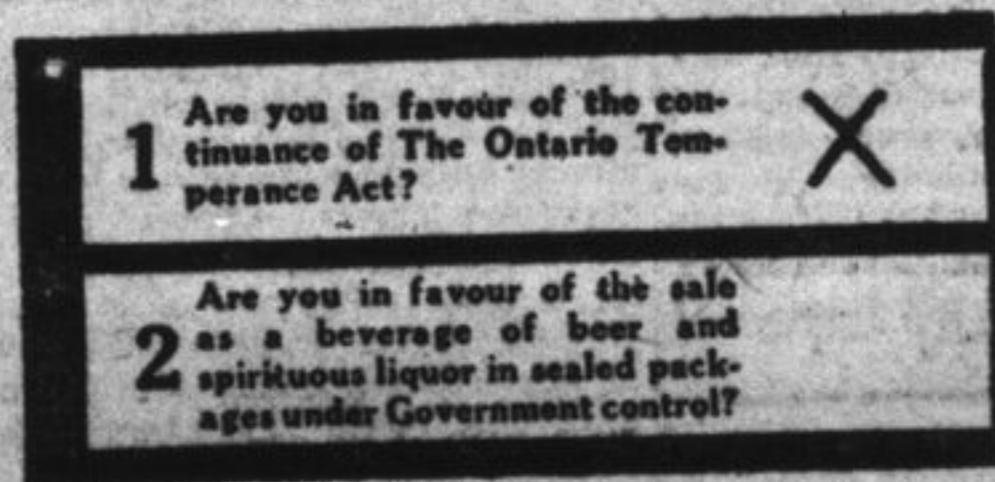 1 Are you in favour of the con-
tinuance of The Ontario Tem-
perance Act? X
2 Are you in favour of the sale
as a beverage of beer and
spirituous liquor in sealed pack-
ages under Government control?